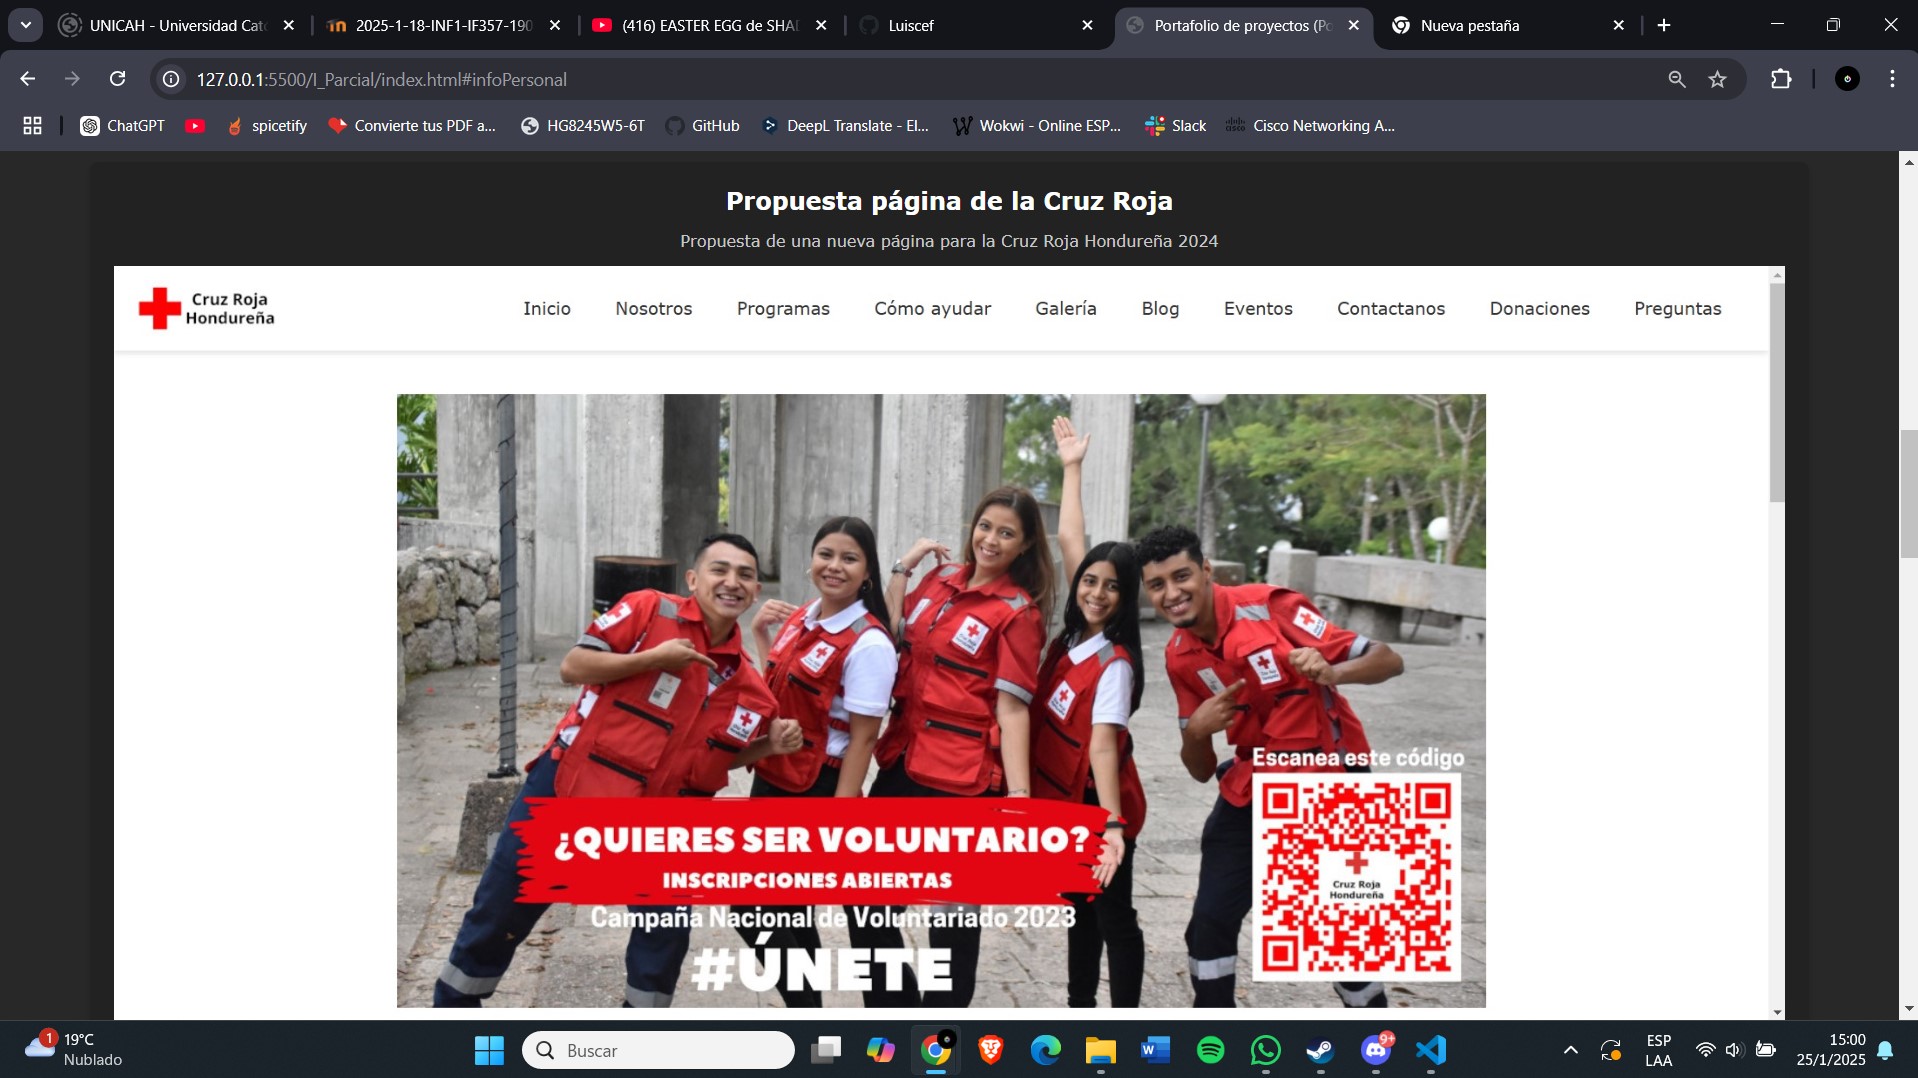 UNICAH - Universidad Cató
2025-1-18-INF1-IF357-190
(416) EASTER EGG de SHA
Luiscef
Portafolio de proyectos (Po
Nueva pestaña
127.0.0.1:5500/I_Parcial/index.html#infoPersonal
ChatGPT
spicetify
Convierte tus PDF a...
HG8245W5-6T
GitHub
DeepL Translate - El...
Wokwi - Online ESP...
Slack
Cisco Networking A...
Propuesta página de la Cruz Roja
Propuesta de una nueva página para la Cruz Roja Hondureña 2024
Cruz Roja
Hondureña
Inicio
Nosotros
Programas
Cómo ayudar
Galería
Blog
Eventos
Contactanos
Donaciones
Preguntas
Escanea este código
¿QUIERES SER VOLUNTARIO?
INSCRIPCIONES ABIERTAS
Campaña Nacional de Voluntariado 2023
#ÚNETE
Cruz Roja
Hondureña
1
19°C
Nublado
Buscar
9+
ESP
LAA
15:00
25/1/2025